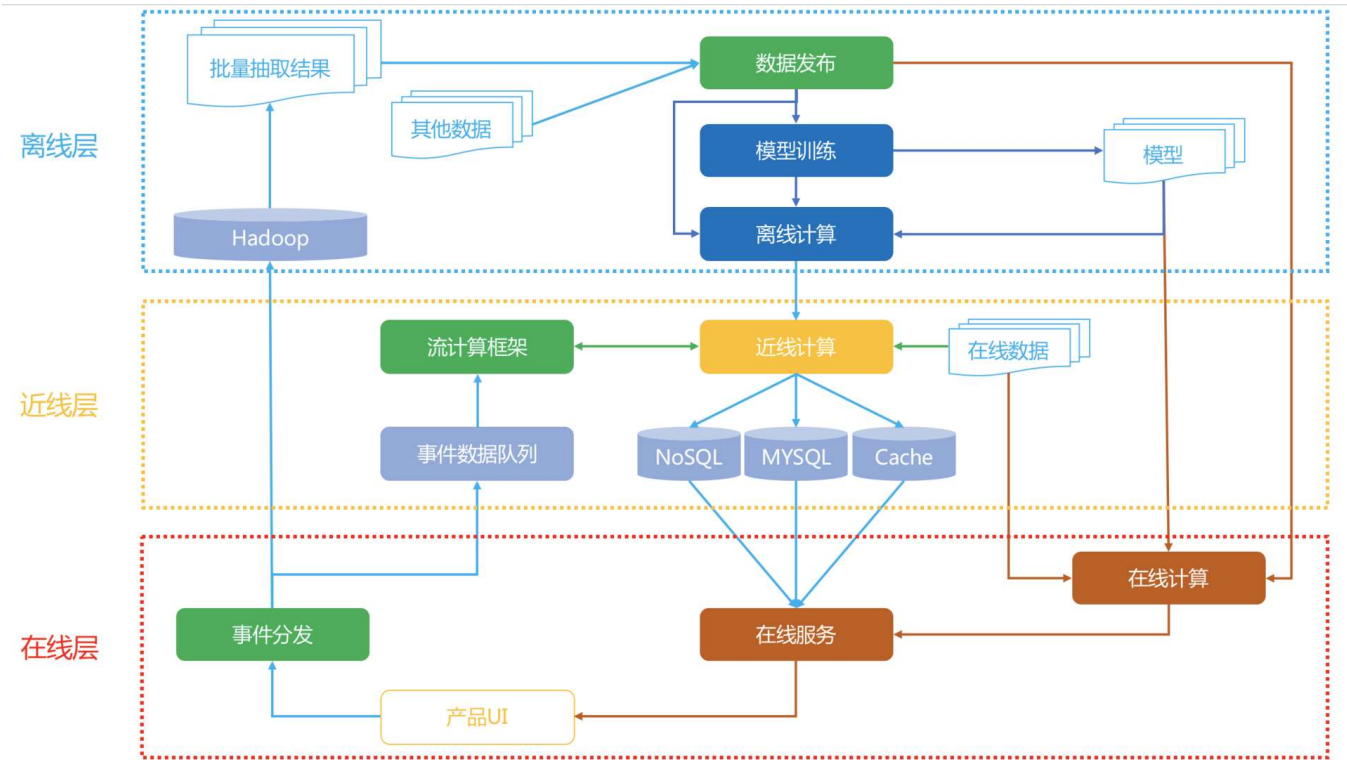 离线层
批量抽取结果
其他数据
数据发布
模型训练
模型
离线计算
Hadoop
近线层
流计算框架
近线计算
在线数据
事件数据队列
NoSQL
MYSQL
Cache
在线层
在线计算
事件分发
在线服务
产品UI